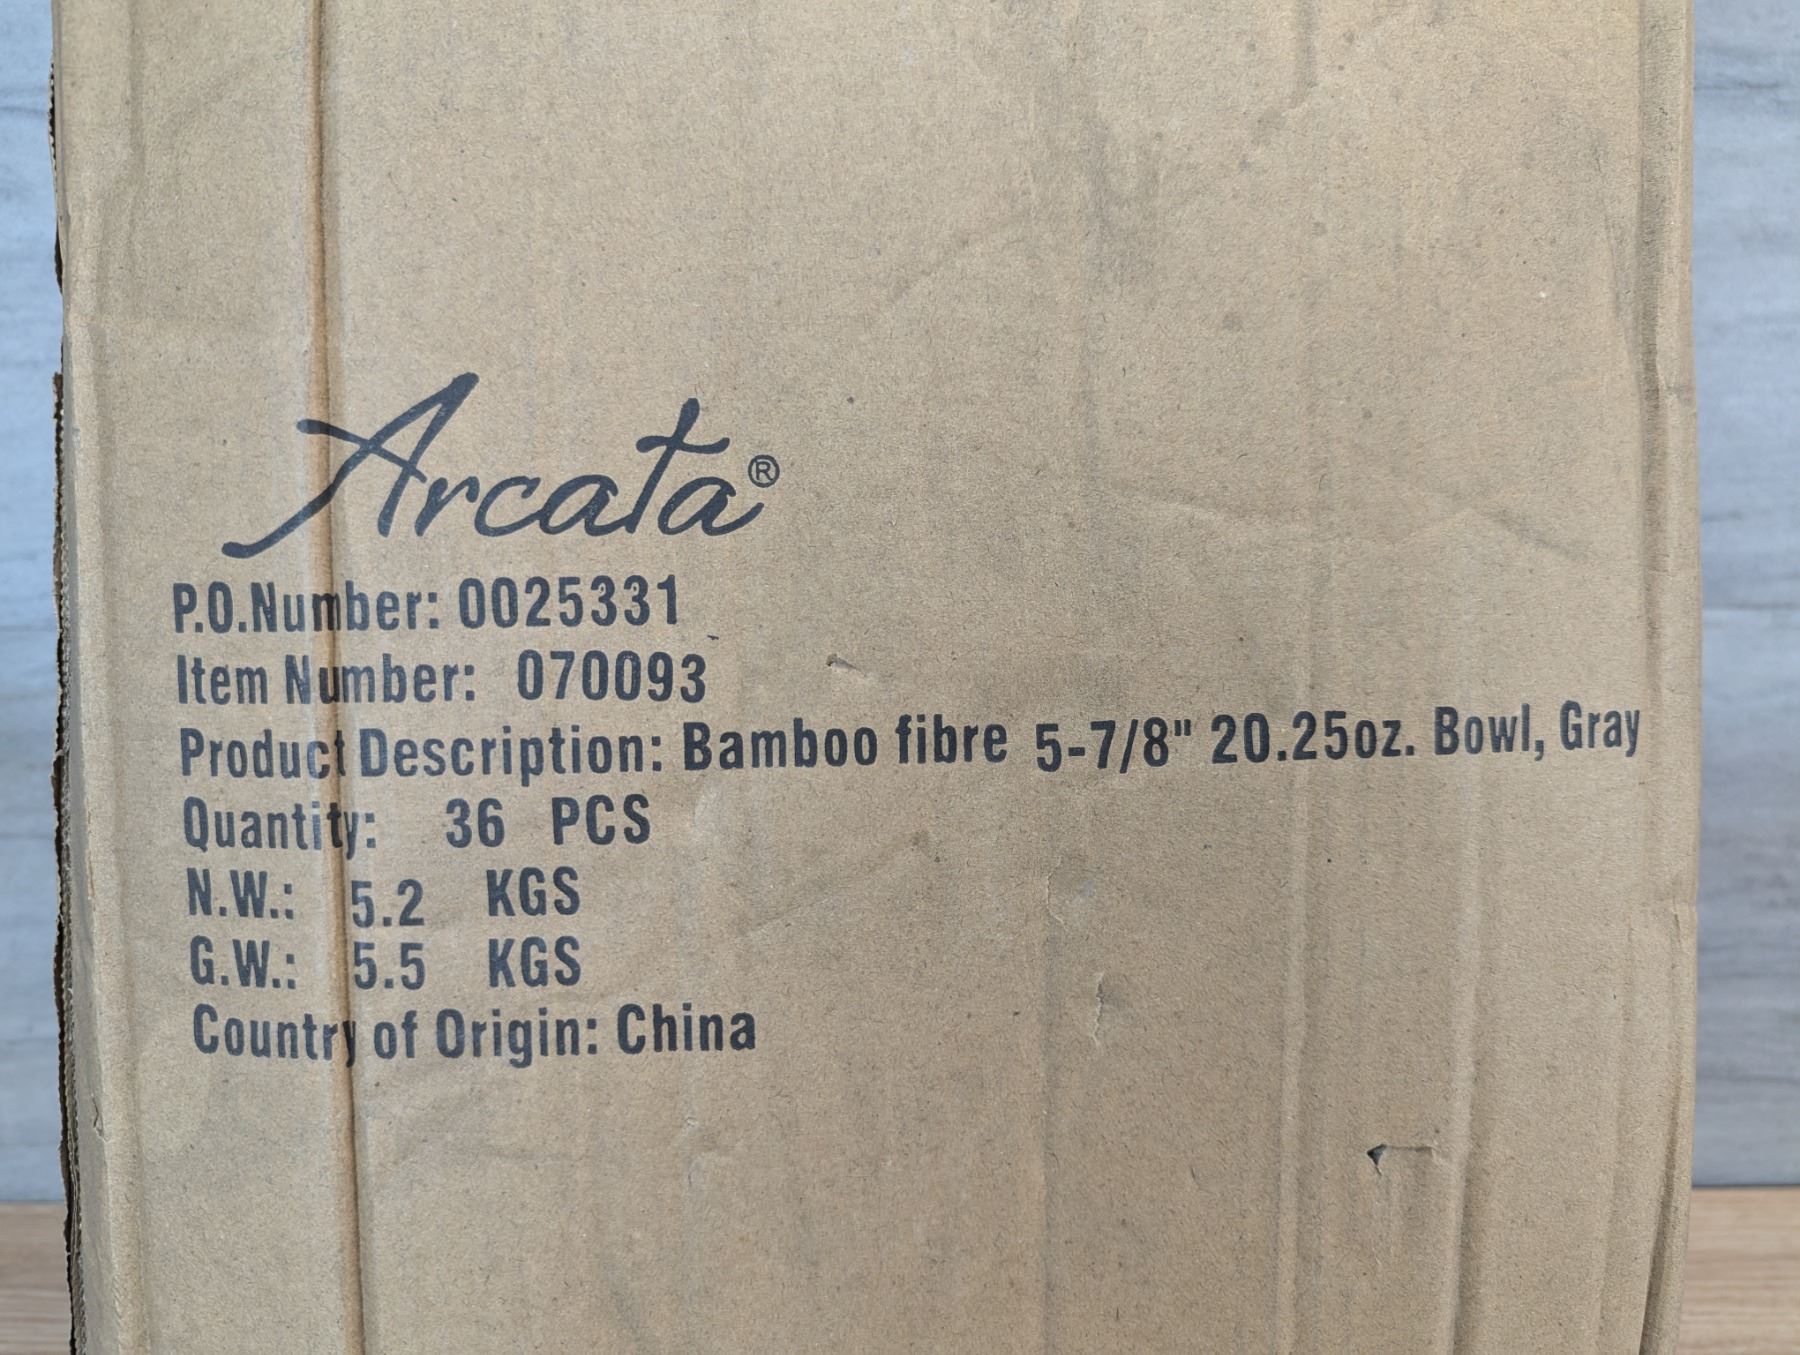 Arcata®
P.O.Number: 0025331
Item Number: 070093
Product Description: Bamboo fibre 5-7/8" 20.25oz. Bowl, Gray
Quantity: 36 PCS
N.W.: 5.2 KGS
G.W.: 5.5 KGS
Country of Origin: China